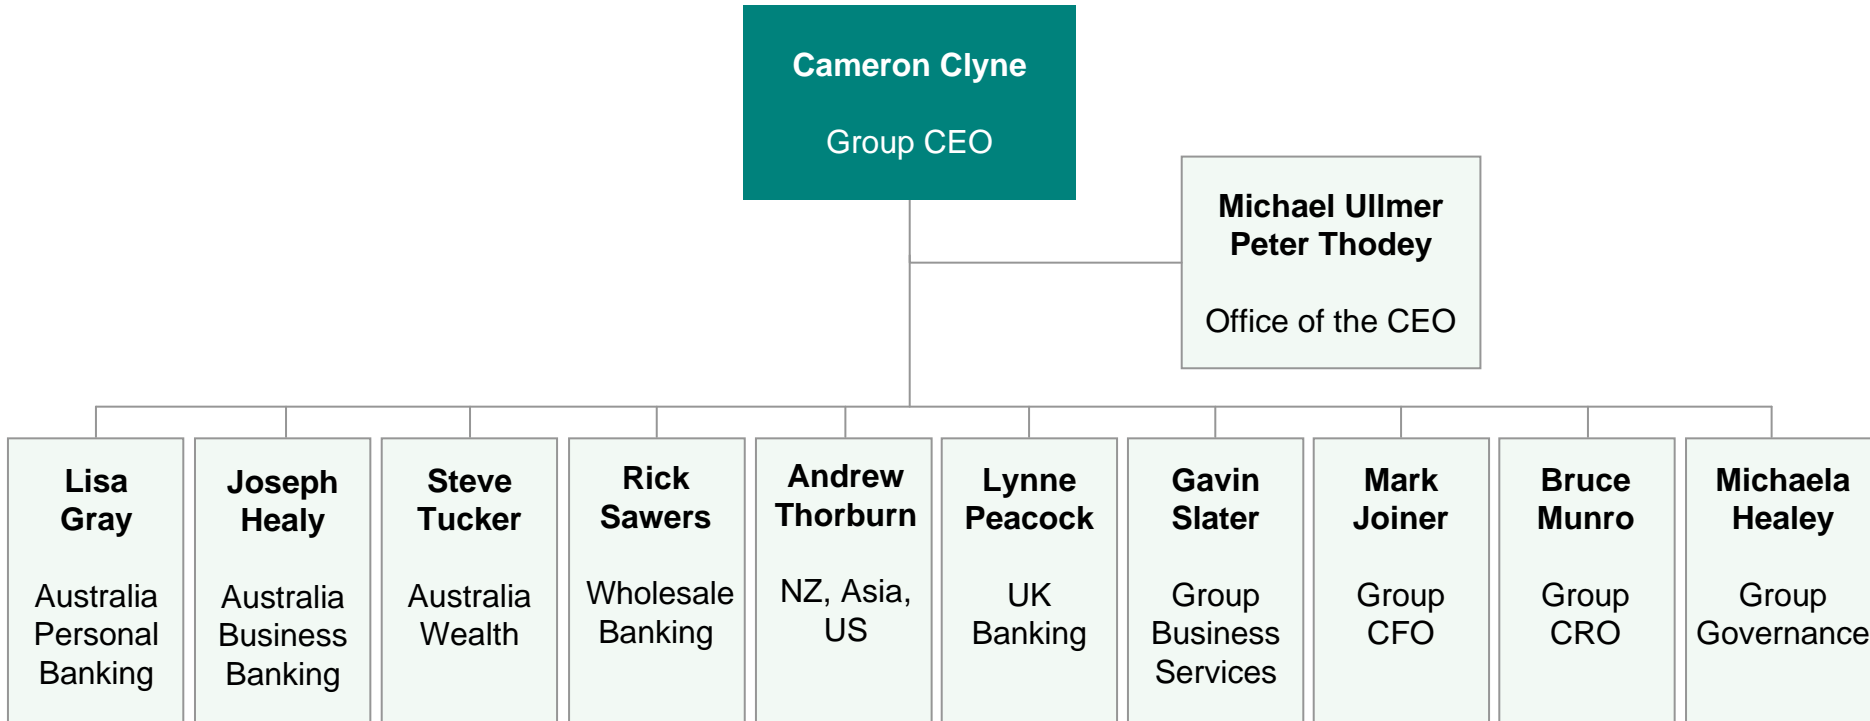 Cameron Clyne
Group CEO
Michael Ullmer
Peter Thodey
Office of the CEO
Lisa
Gray
Australia
Personal
Banking
Joseph
Healy
Australia
Business
Banking
Steve
Tucker
Australia
Wealth
Rick
Sawers
Wholesale
Banking
Andrew
Thorburn
NZ, Asia,
US
Lynne
Peacock
UK
Banking
Gavin
Slater
Group
Business
Services
Mark
Joiner
Group
CFO
Bruce
Munro
Group
CRO
Michaela
Healey
Group
Governance